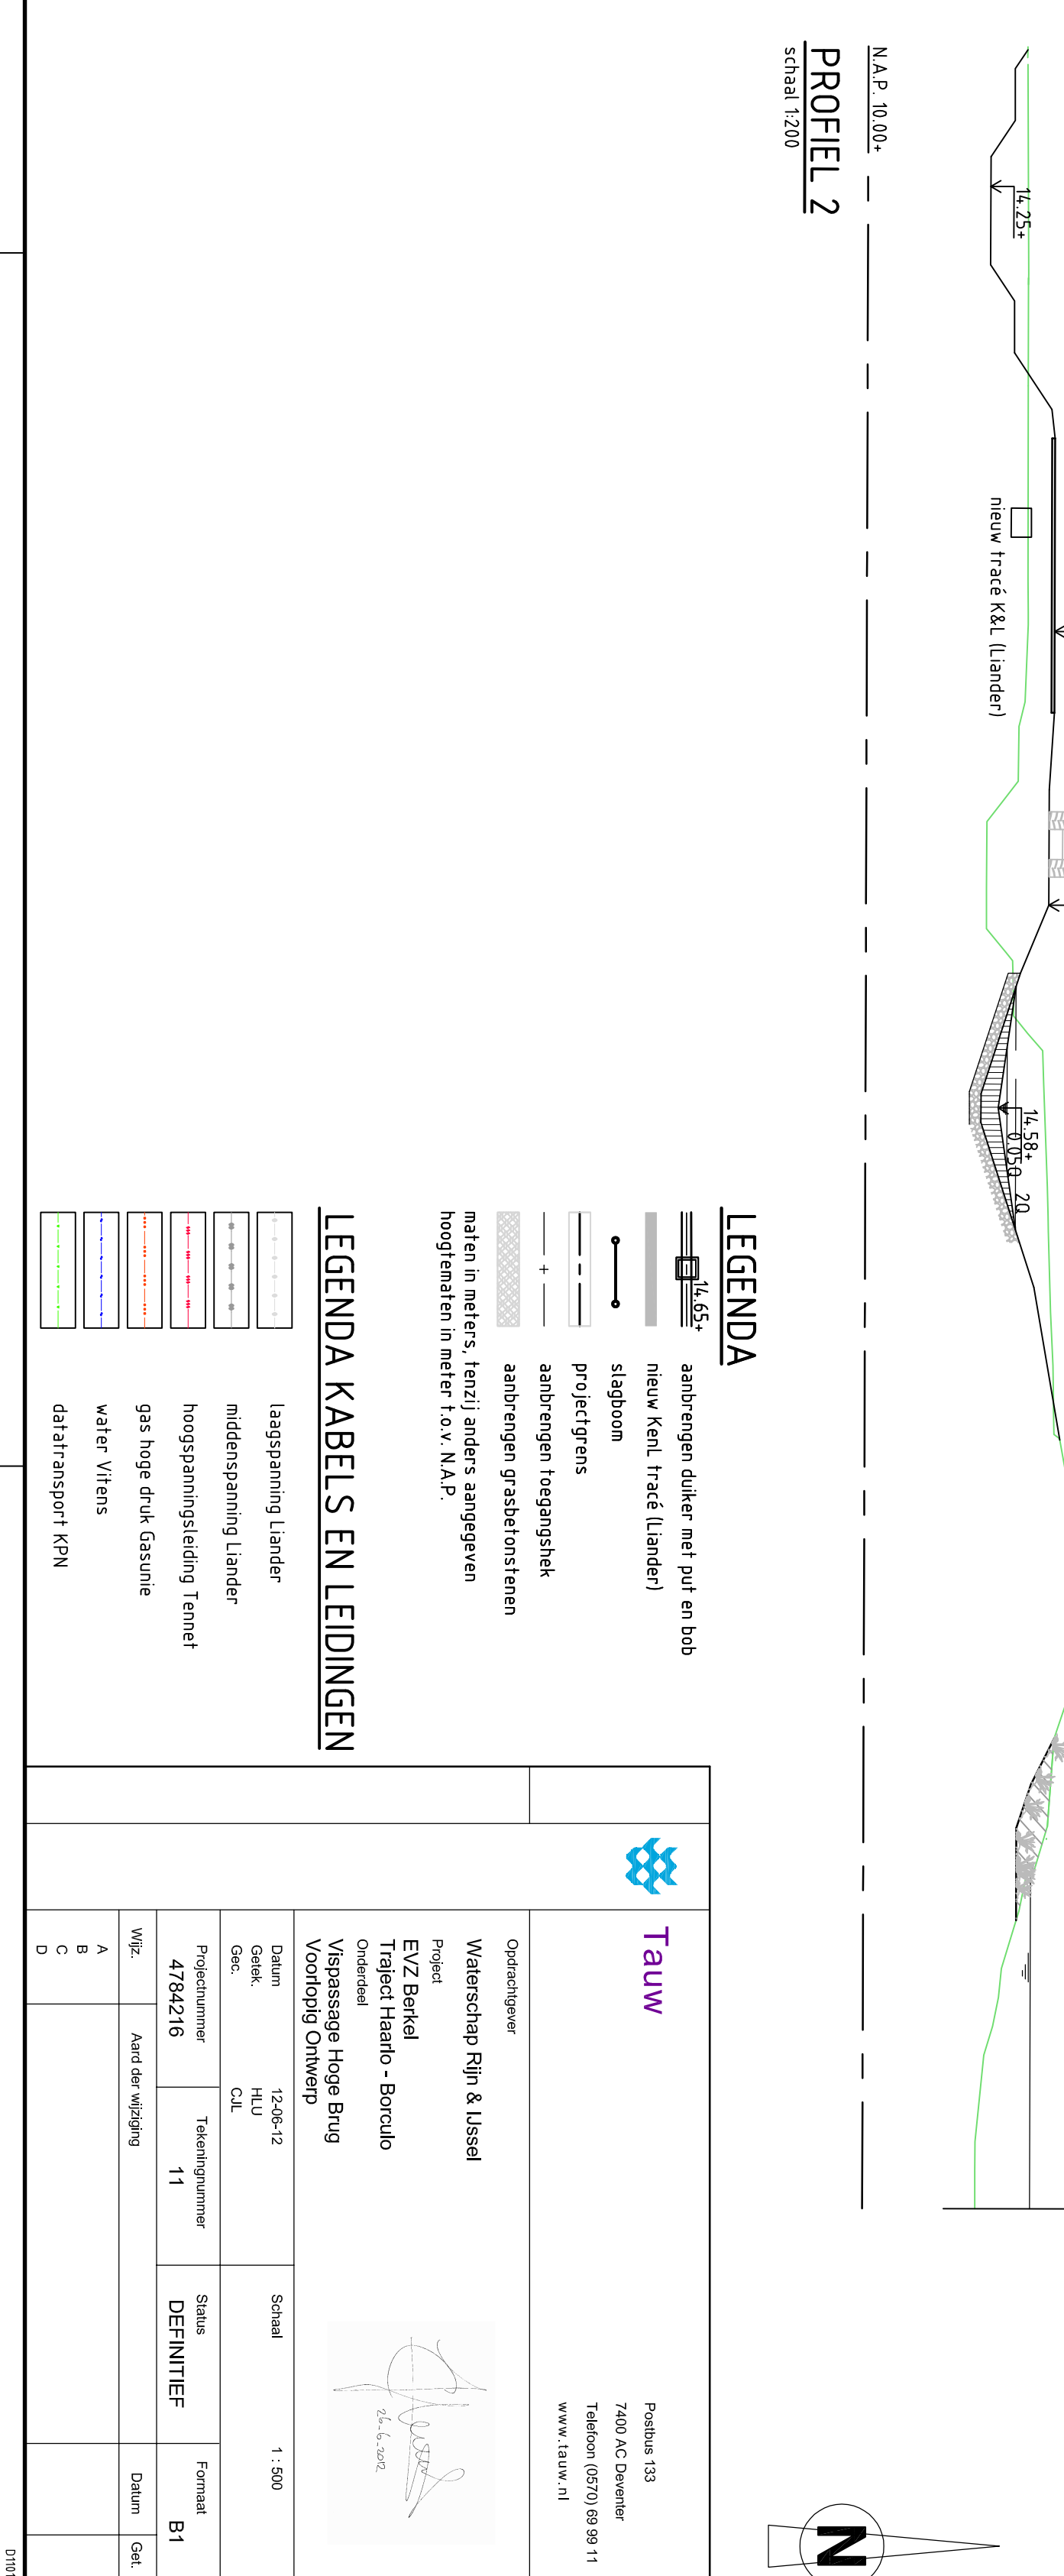 14.25+
nieuw tracé K&L (Liander)
14.58+
0.05Q
2Q
N.A.P. 10.00+
PROFIEL 2
schaal 1:200
LEGENDA
14.65+
aanbrengen duiker met put en bob
nieuw KenL tracé (Liander)
slagboom
projectgrens
aanbrengen toegangshek
aanbrengen grasbetonstenen
maten in meters, tenzij anders aangegeven
hoogtematen in meter t.o.v. N.A.P.
LEGENDA KABELS EN LEIDINGEN
laagspanning Liander
middenspanning Liander
hoogspanningsleiding Tennet
gas hoge druk Gasunie
water Vitens
datatransport KPN
Tauw
Postbus 133
7400 AC Deventer
Telefoon (0570) 69 99 11
www.tauw.nl
Opdrachtgever
Waterschap Rijn & IJssel
Project
EVZ Berkel
Traject Haarlo - Borculo
Onderdeel
Vispassage Hoge Brug
Voorlopig Ontwerp
26-6-2012
Datum 12-06-12 Schaal 1 : 500
Getek. HLU
Gec. CJL
Projectnummer Tekeningnummer Status Formaat
4784216 11 DEFINITIEF B1
Wijz. Aard der wijziging Datum Get.
A
B
C
D
N